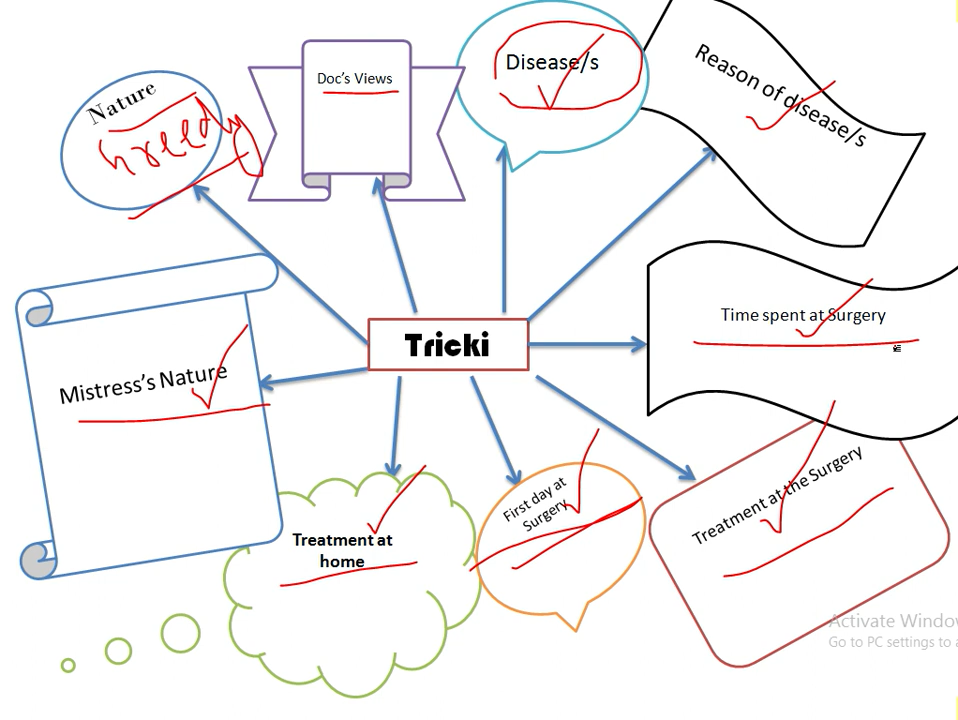 Nature
Greedy
Doc's Views
Disease/s
Reason of disease/s
Time spent at Surgery
Tricki
Mistress's Nature
Treatment at
home
First day at
Surgery
Treatment at the Surgery
Activate Window
Go to PC settings to a